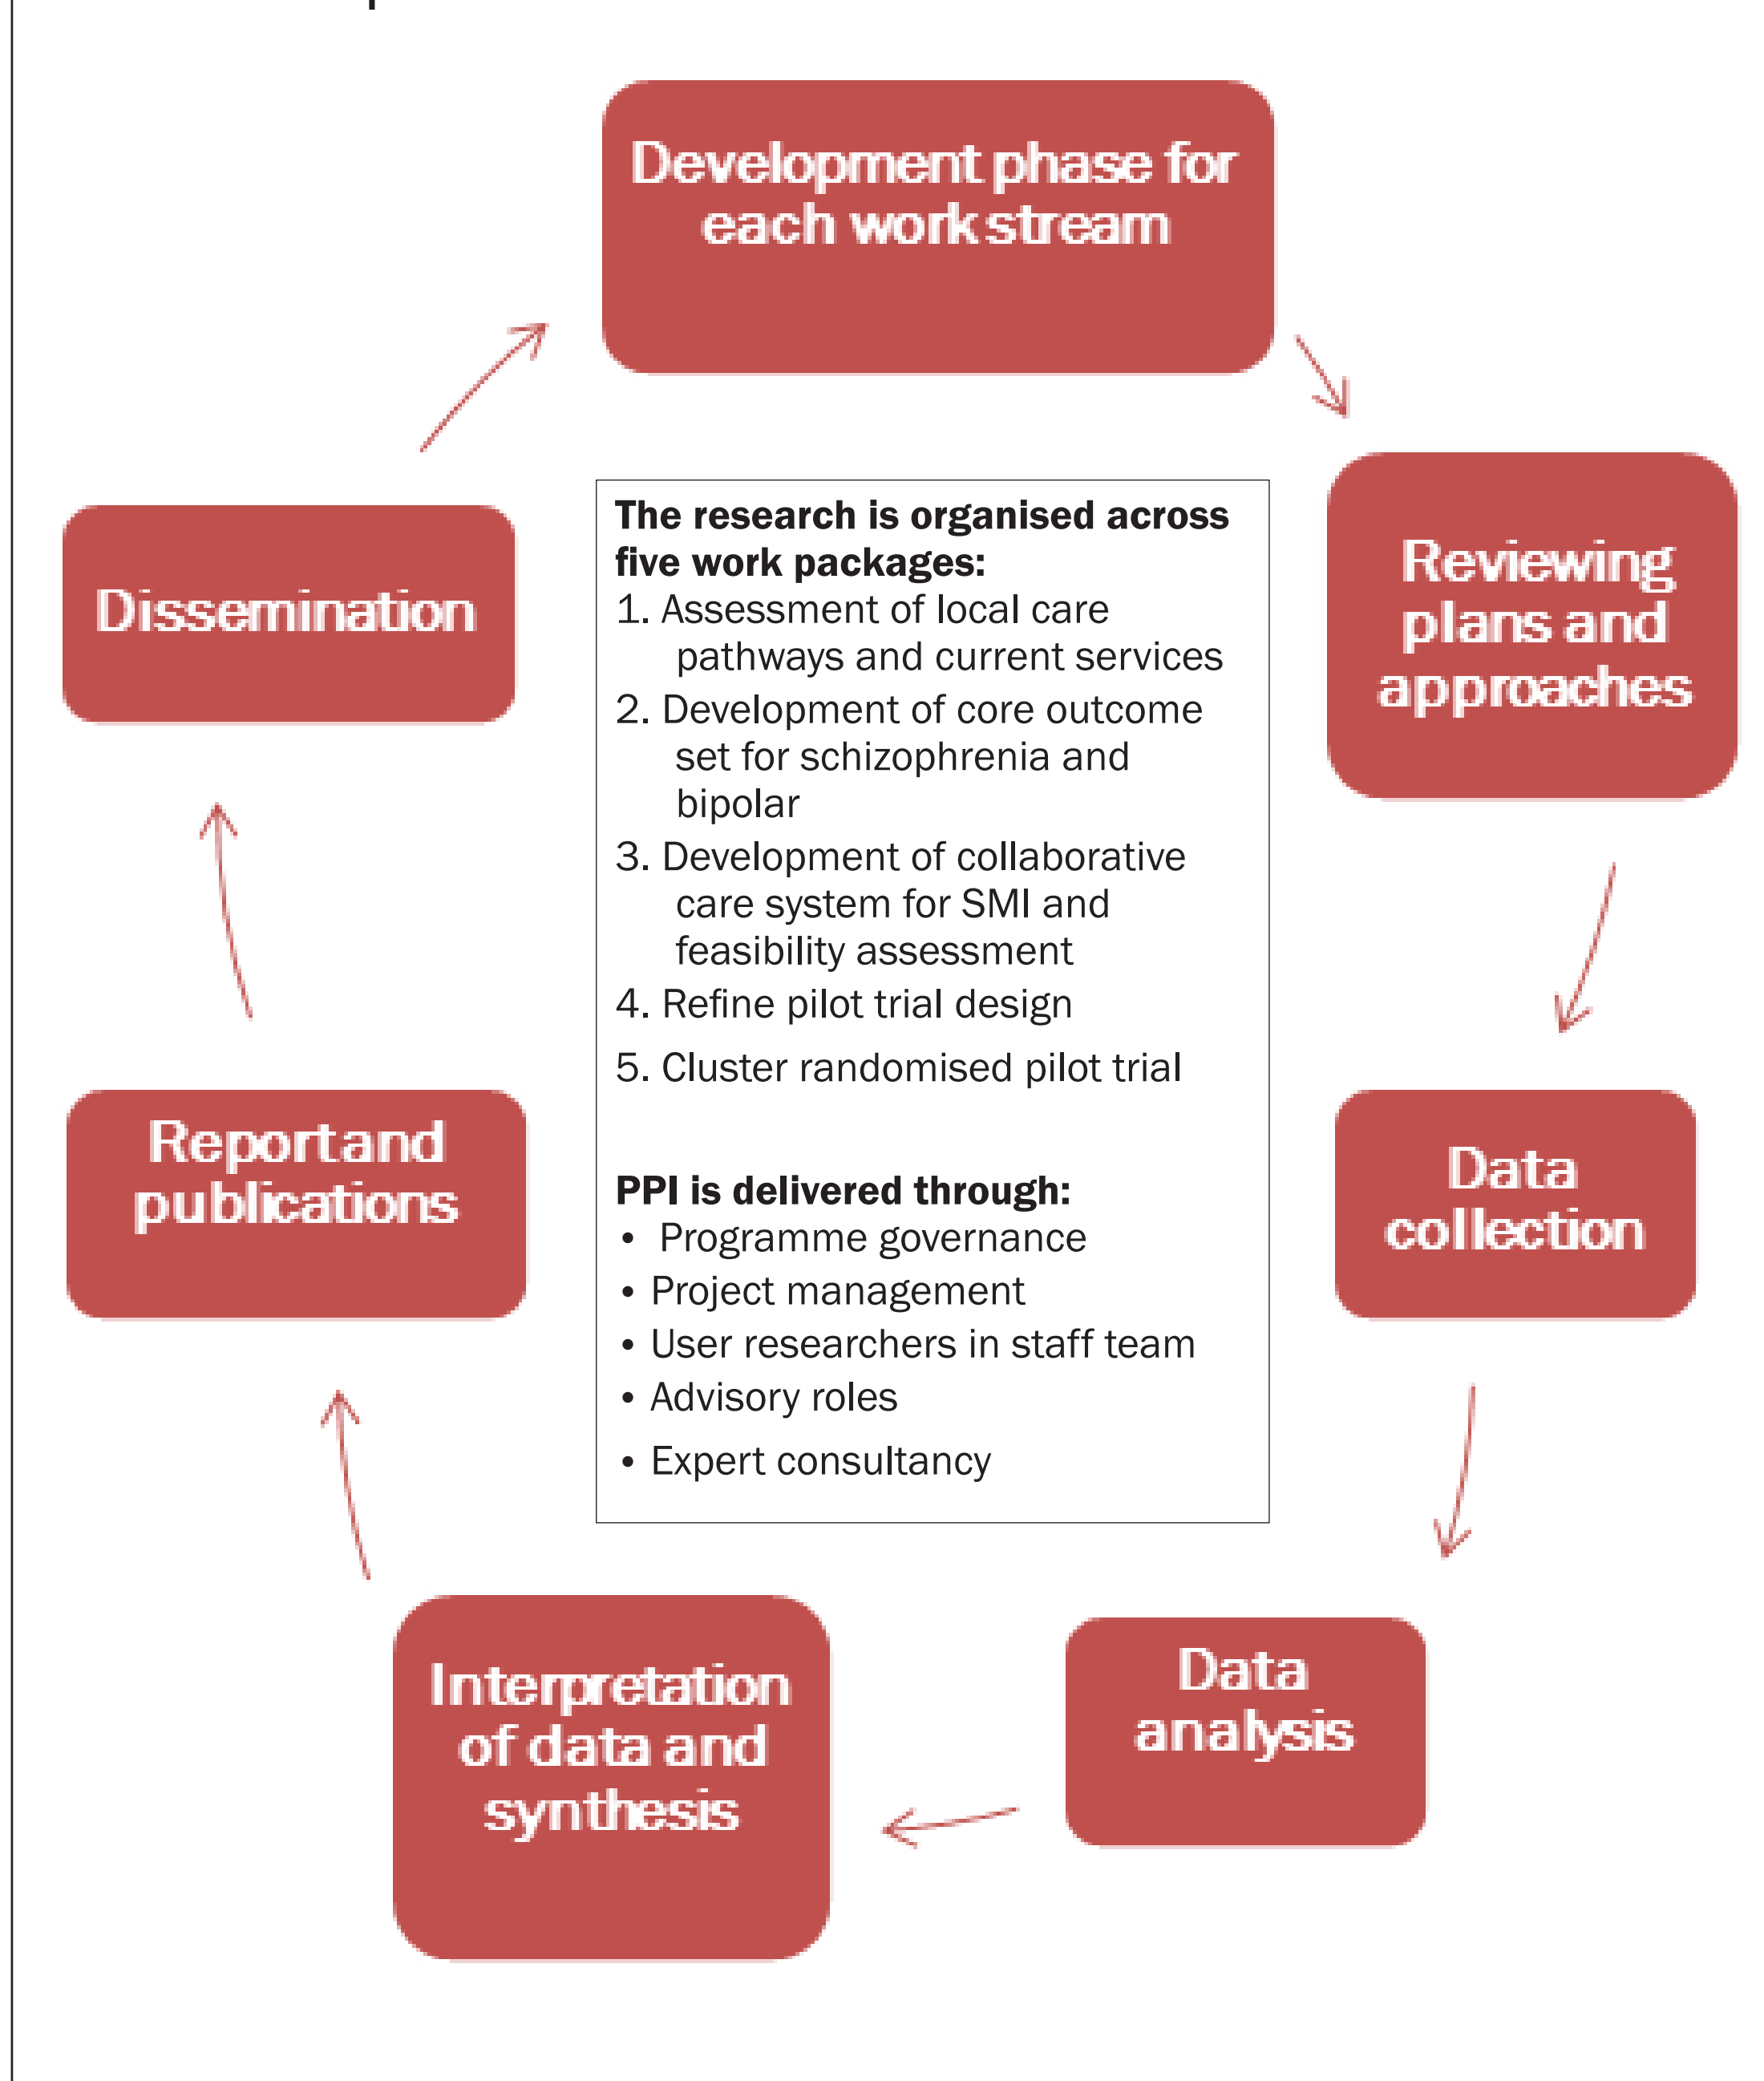 Development phase for
each work stream
Reviewing
plans and
approaches
Data
collection
Data
analysis
Interpretation
of data and
synthesis
Report and
publications
Dissemination
The research is organised across
five work packages:
1. Assessment of local care
pathways and current services
2. Development of core outcome
set for schizophrenia and
bipolar
3. Development of collaborative
care system for SMI and
feasibility assessment
4. Refine pilot trial design
5. Cluster randomised pilot trial
PPI is delivered through:
• Programme governance
• Project management
• User researchers in staff team
• Advisory roles
• Expert consultancy